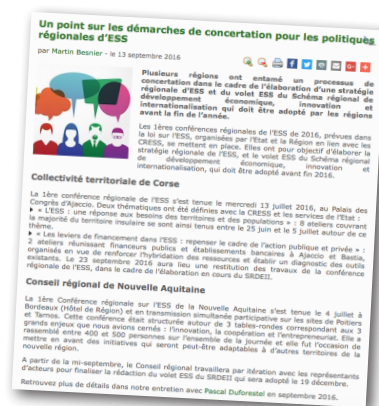 Un point sur les démarches de concertation pour les politiques
régionales d'ESS
par Martin Besnier - le 13 septembre 2016
Plusieurs régions ont entamé un processus de
concertation dans le cadre de l'élaboration d'une stratégie
régionale d'ESS et du volet ESS du Schéma régional de
développement économique, innovation et
internationalisation qui doit être adopté par les régions
avant la fin de l'année.
Les 1ères conférences régionales de l'ESS de 2016, prévues dans
la loi sur l'ESS, organisées par l'Etat et la Région en lien avec les
CRESS, se mettent en place. Elles ont pour objectif d'élaborer la
stratégie régionale de l'ESS, et le volet ESS du Schéma régional
de développement économique, innovation et
internationalisation, qui doit être adopté avant fin 2016.
Collectivité territoriale de Corse
La 1ère conférence régionale de l'ESS s'est tenue le mercredi 13 juillet 2016, au Palais des
Congrès d'Ajaccio. Deux thématiques ont été définies avec la CRESS et les services de l'Etat :
« L'ESS : une réponse aux besoins des territoires et des populations » : 8 ateliers couvrant
la majorité du territoire insulaire se sont ainsi tenus entre le 25 juin et le 5 juillet autour de ce
thème.
« Les leviers de financement dans l'ESS : repenser le cadre de l'action publique et privée » :
2 ateliers réunissant financeurs publics et établissements bancaires à Ajaccio et Bastia,
organisés en vue de renforcer l'hybridation des ressources et établir un diagnostic des outils
existants. Le 23 septembre 2016 aura lieu une restitution des travaux de la conférence
régionale de l'ESS, dans le cadre de l'élaboration en cours du SRDEII.
Conseil régional de Nouvelle Aquitaine
La 1ère Conférence régionale sur l'ESS de la Nouvelle Aquitaine s'est tenue le 4 juillet à
Bordeaux (Hôtel de Région) et en transmission simultanée participative sur les sites de Poitiers
et Tarnos. Cette conférence était structurée autour de 3 tables-rondes correspondant aux 3
grands enjeux que nous avions cernés : l'innovation, la coopération et l'entrepreneuriat. Elle a
rassemblé entre 400 et 500 personnes sur l'ensemble de la journée et elle fut l'occasion de
mettre en avant des initiatives qui seront peut-être adaptables à d'autres territoires de la
nouvelle région.
A partir de la mi-septembre, le Conseil régional travaillera par itération avec les représentants
d'acteurs pour finaliser la rédaction du volet ESS du SRDEII qui sera adopté le 19 décembre.
Retrouvez plus de détails dans notre entretien avec Pascal Duforestel en septembre 2016.